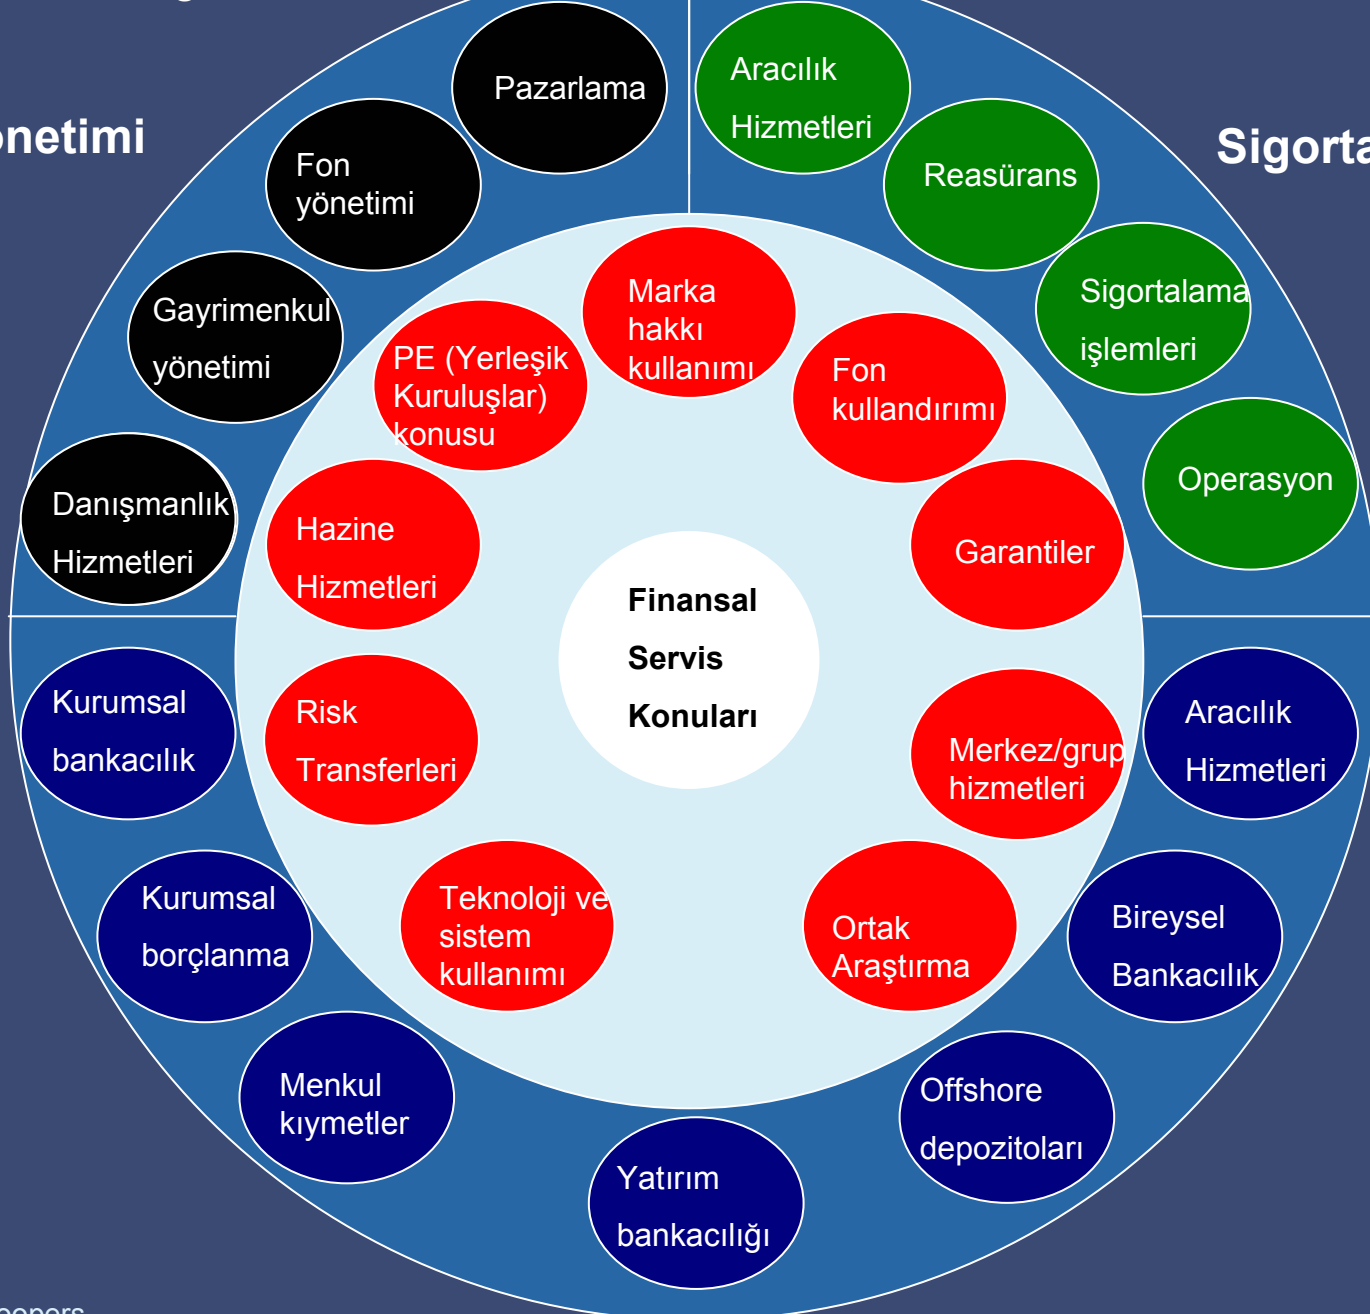 Pazarlama
Aracılık
Hizmetleri
Fon
yönetimi
Reasürans
Gayrimenkul
yönetimi
Sigortalama
işlemleri
Danışmanlık
Hizmetleri
Operasyon
Marka
hakkı
kullanımı
PE (Yerleşik
Kuruluşlar)
konusu
Fon
kullandırımı
Hazine
Hizmetleri
Garantiler
Finansal
Servis
Konuları
Risk
Transferleri
Merkez/grup
hizmetleri
Teknoloji ve
sistem
kullanımı
Ortak
Araştırma
Kurumsal
bankacılık
Aracılık
Hizmetleri
Kurumsal
borçlanma
Bireysel
Bankacılık
Menkul
kıymetler
Offshore
depozitoları
Yatırım
bankacılığı